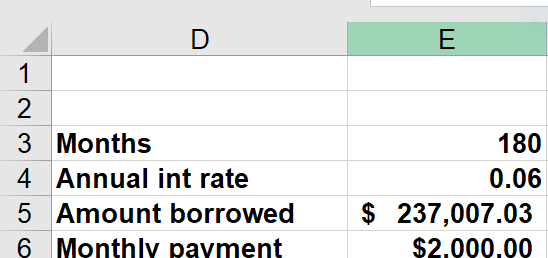 D E
1
2
3 Months 180
4 Annual int rate 0.06
5 Amount borrowed $ 237,007.03
6 Monthly payment $2,000.00